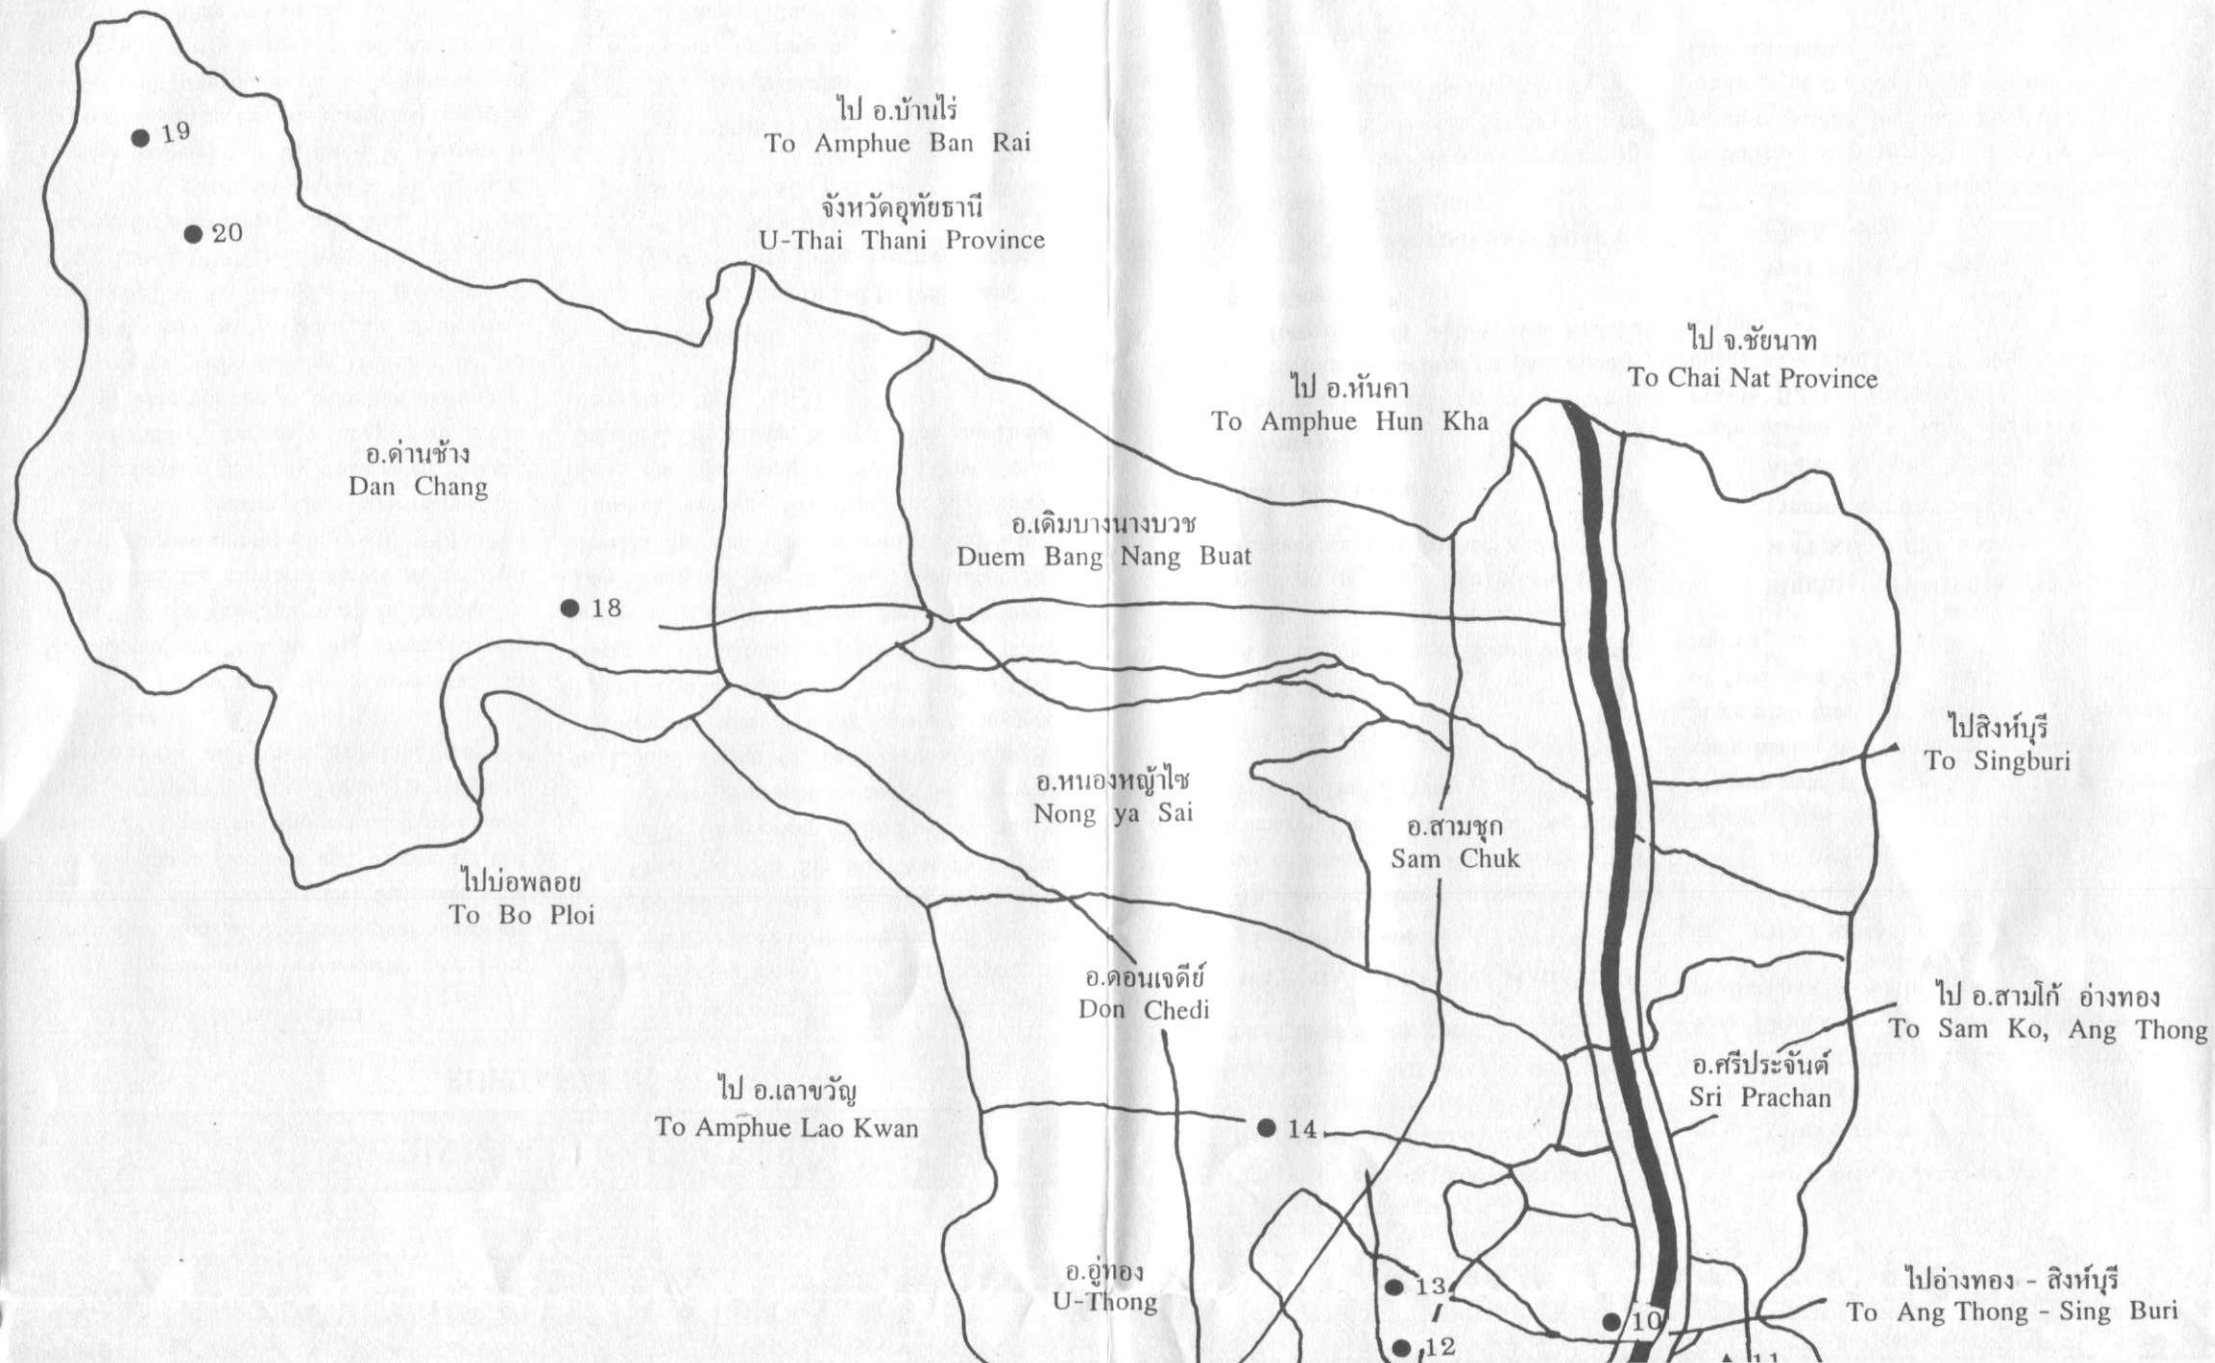 19
ไป อ.บ้านไร่
To Amphue Ban Rai
20
จังหวัดอุทัยธานี
U-Thai Thani Province
ไป จ.ชัยนาท
To Chai Nat Province
ไป อ.หันคา
To Amphue Hun Kha
อ.ด่านช้าง
Dan Chang
อ.เดิมบางนางบวช
Duem Bang Nang Buat
18
ไปสิงห์บุรี
To Singburi
อ.หนองหญ้าไซ
Nong ya Sai
อ.สามชุก
Sam Chuk
ไปบ่อพลอย
To Bo Ploi
อ.ดอนเจดีย์
Don Chedi
ไป อ.สามโก้ อ่างทอง
To Sam Ko, Ang Thong
อ.ศรีประจันต์
Sri Prachan
ไป อ.เลาขวัญ
To Amphue Lao Kwan
14
อ.อู่ทอง
U-Thong
13
ไปอ่างทอง - สิงห์บุรี
To Ang Thong - Sing Buri
10
12
11